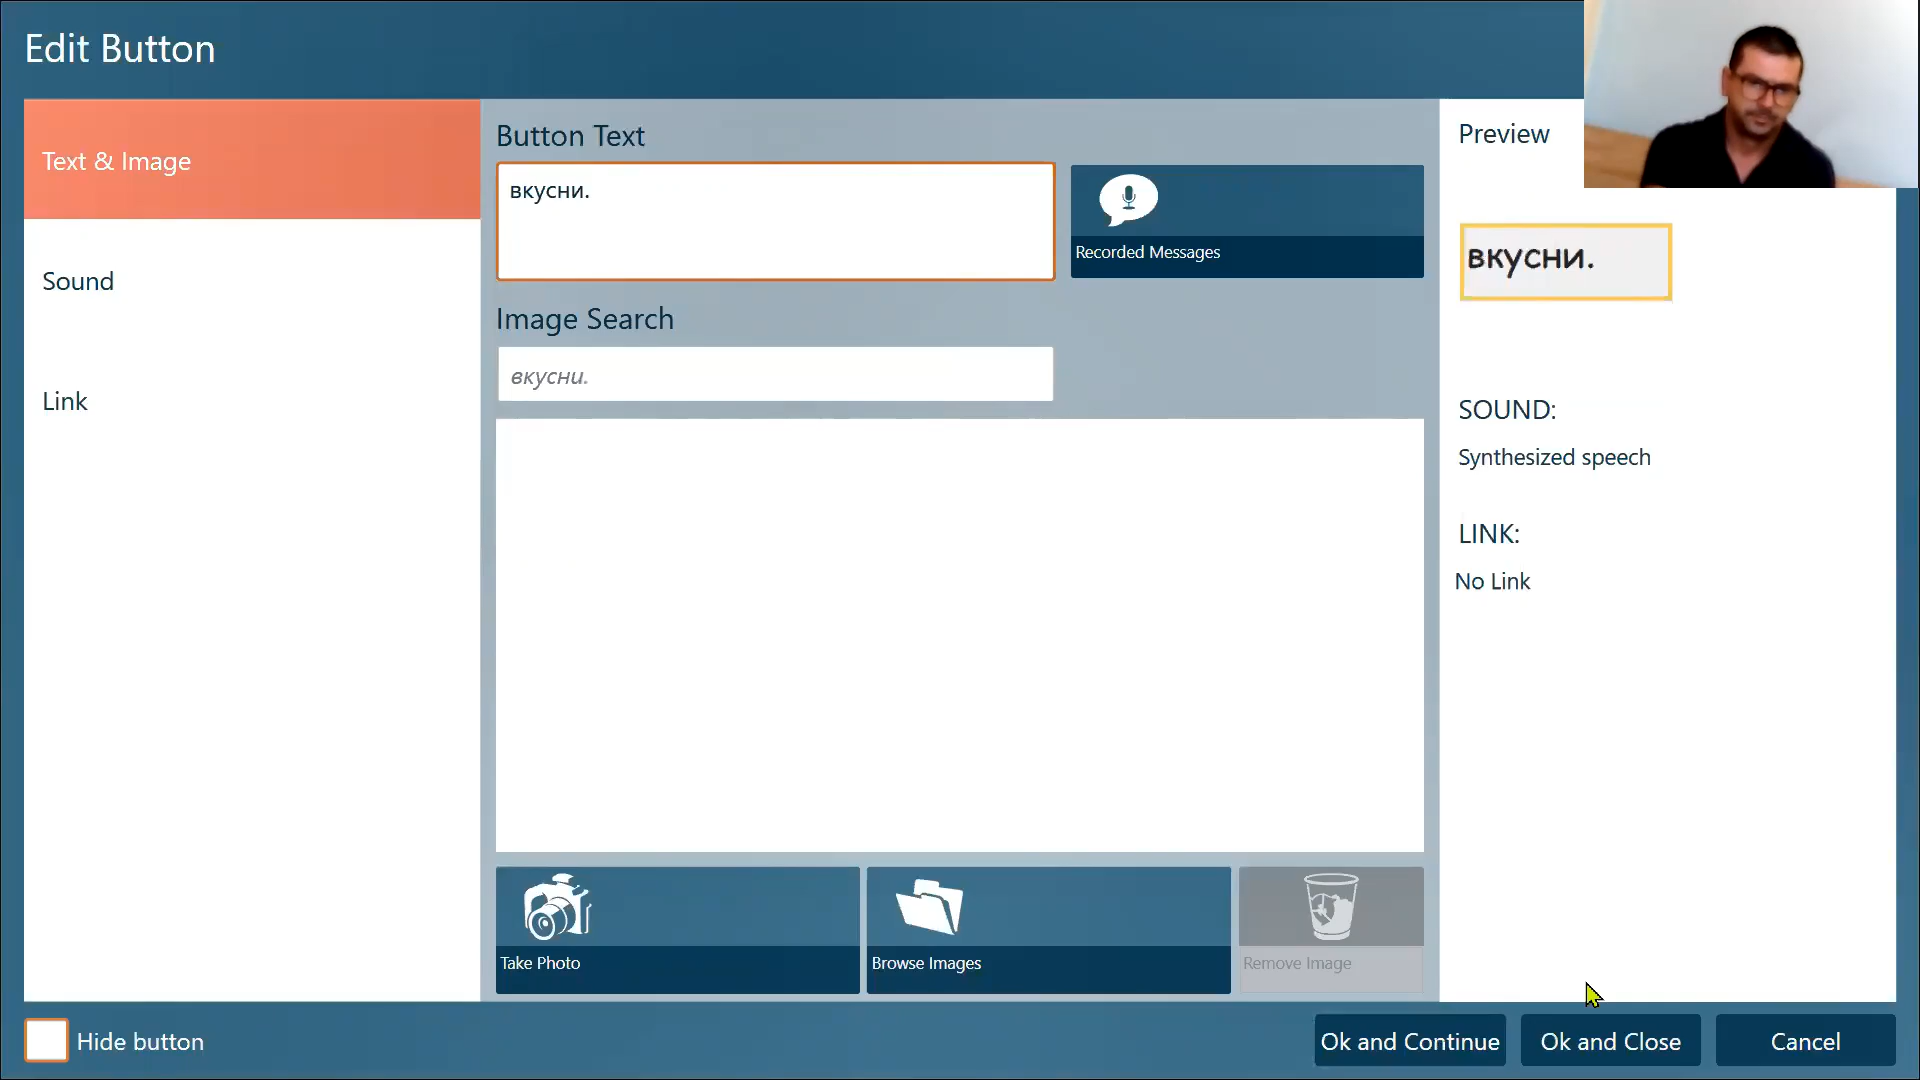 Edit Button
Text & Image
Sound
Link
Button Text
вкусни.
Recorded Messages
Image Search
вкусни.
Take Photo
Browse Images
Remove Image
Preview
вкусни.
SOUND:
Synthesized speech
LINK:
No Link
Hide button
Ok and Continue
Ok and Close
Cancel